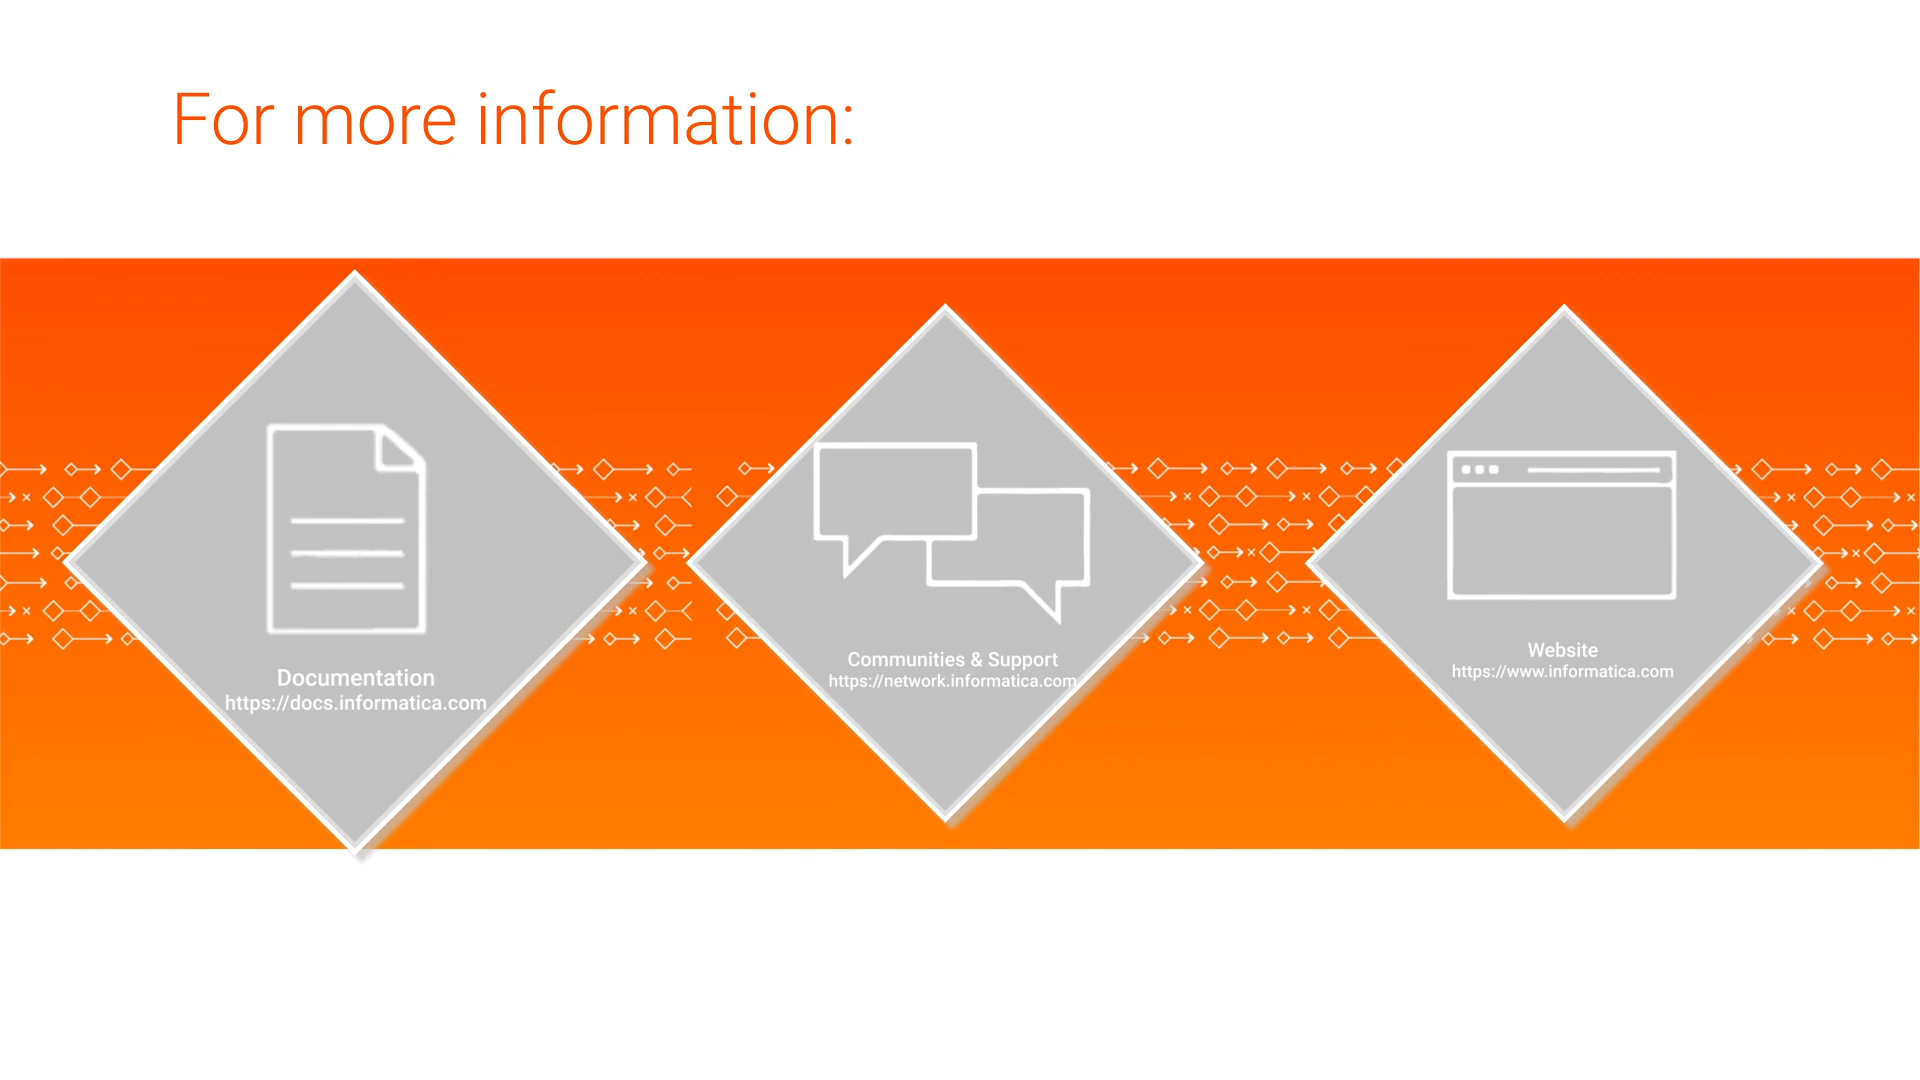 For more information:
Documentation
https://docs.informatica.com
Communities & Support
https://network.informatica.com
Website
https://www.informatica.com